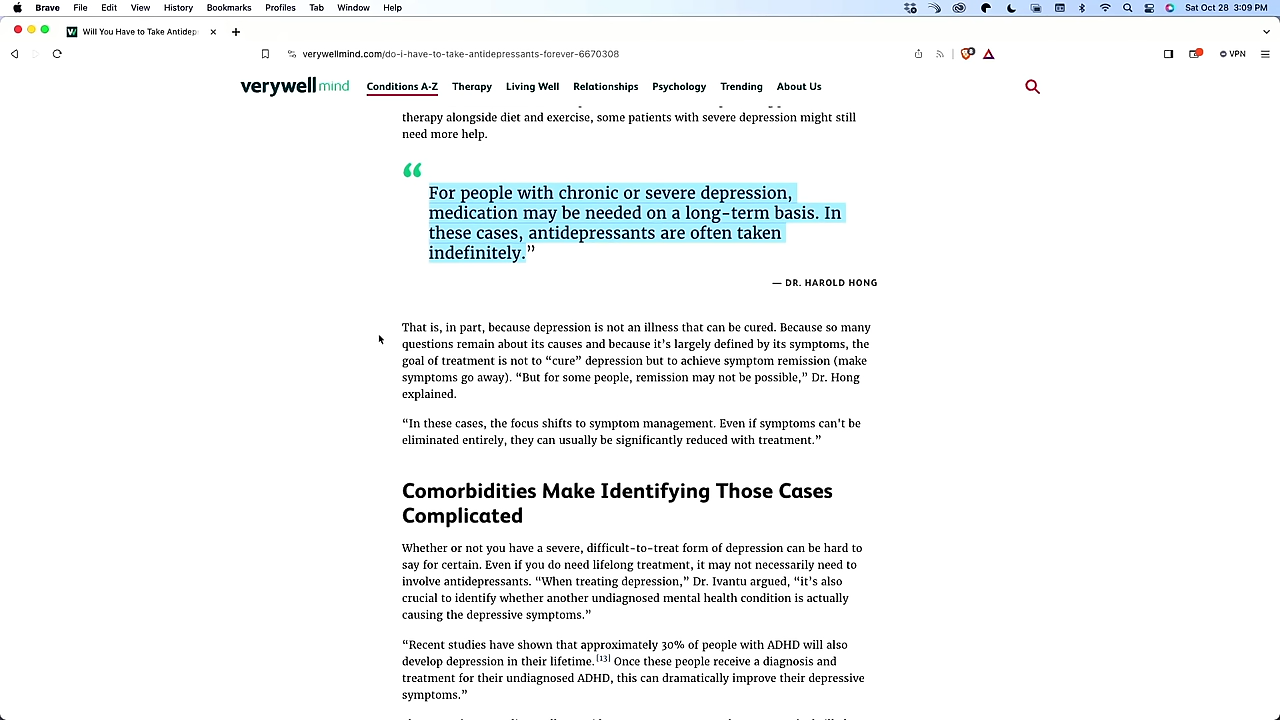 Brave File Edit View History Bookmarks Profiles Tab Window Help Sat Oct 28 3:09 PM
Will You Have to Take Antidep
verywellmind.com/do-i-have-to-take-antidepressants-forever-6670308 VPN
verywell mind Conditions A-Z Therapy Living Well Relationships Psychology Trending About Us
therapy alongside diet and exercise, some patients with severe depression might still
need more help.
“
For people with chronic or severe depression,
medication may be needed on a long-term basis. In
these cases, antidepressants are often taken
indefinitely.”
— DR. HAROLD HONG
That is, in part, because depression is not an illness that can be cured. Because so many
questions remain about its causes and because it’s largely defined by its symptoms, the
goal of treatment is not to “cure” depression but to achieve symptom remission (make
symptoms go away). “But for some people, remission may not be possible,” Dr. Hong
explained.
“In these cases, the focus shifts to symptom management. Even if symptoms can't be
eliminated entirely, they can usually be significantly reduced with treatment.”
Comorbidities Make Identifying Those Cases
Complicated
Whether or not you have a severe, difficult-to-treat form of depression can be hard to
say for certain. Even if you do need lifelong treatment, it may not necessarily need to
involve antidepressants. “When treating depression,” Dr. Ivantu argued, “it’s also
crucial to identify whether another undiagnosed mental health condition is actually
causing the depressive symptoms.”
“Recent studies have shown that approximately 30% of people with ADHD will also
develop depression in their lifetime.[13] Once these people receive a diagnosis and
treatment for their undiagnosed ADHD, this can dramatically improve their depressive
symptoms.”